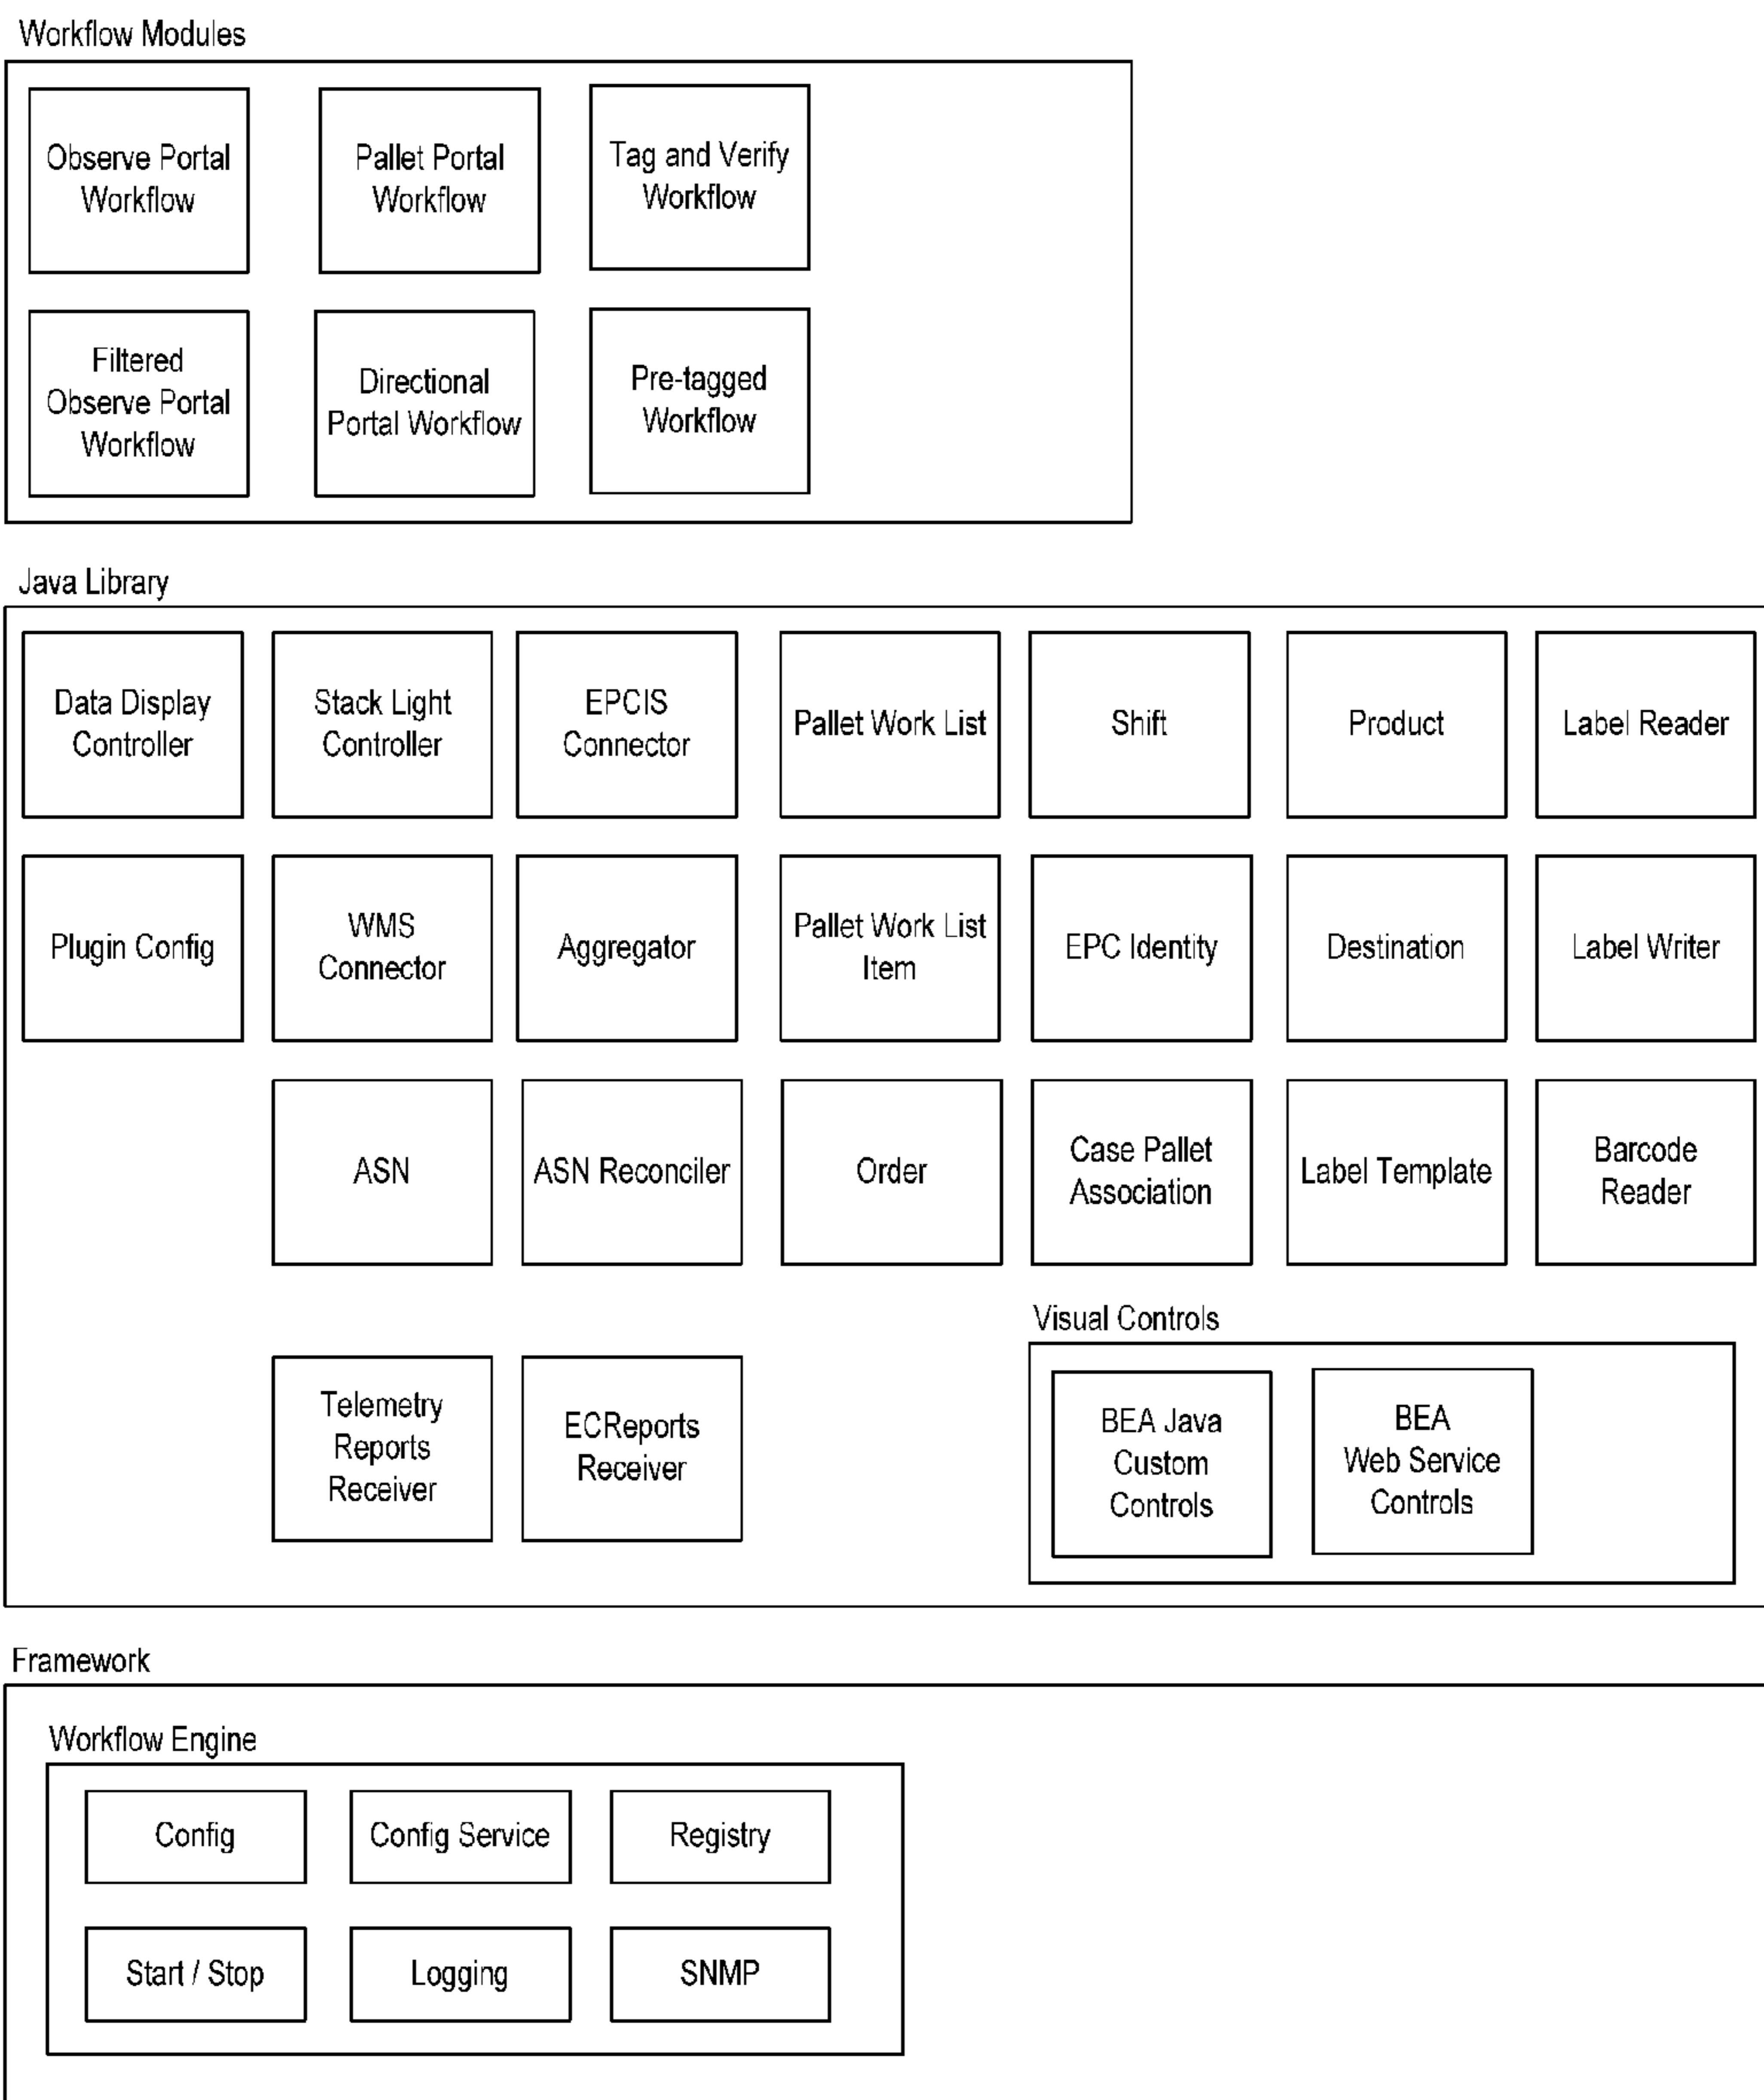 Workflow Modules
Observe Portal
Workflow
Pallet Portal
Workflow
Tag and Verify
Workflow
Filtered
Observe Portal
Workflow
Directional
Portal Workflow
Pre-tagged
Workflow
Java Library
Data Display
Controller
Stack Light
Controller
EPCIS
Connector
Pallet Work List
Shift
Product
Label Reader
Plugin Config
WMS
Connector
Aggregator
Pallet Work List
Item
EPC Identity
Destination
Label Writer
ASN
ASN Reconciler
Order
Case Pallet
Association
Label Template
Barcode
Reader
Telemetry
Reports
Receiver
ECReports
Receiver
Visual Controls
BEA Java
Custom
Controls
BEA
Web Service
Controls
Framework
Workflow Engine
Config
Config Service
Registry
Start / Stop
Logging
SNMP